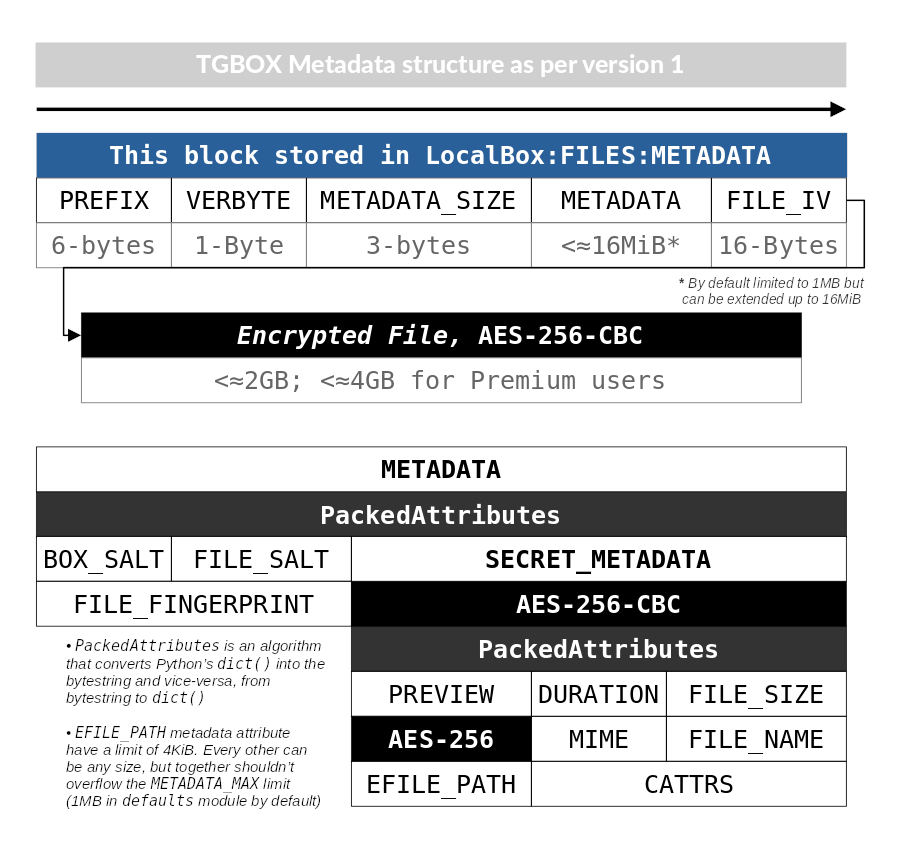 TGBOX Metadata structure as per version 1
This block stored in LocalBox:FILES:METADATA
PREFIX VERBYTE METADATA_SIZE METADATA FILE_IV
6-bytes 1-Byte 3-bytes <≈16MiB* 16-Bytes
* By default limited to 1MB but
can be extended up to 16MiB
Encrypted File, AES-256-CBC
<≈2GB; <≈4GB for Premium users
METADATA
PackedAttributes
BOX_SALT FILE_SALT SECRET_METADATA
FILE_FINGERPRINT AES-256-CBC
• PackedAttributes is an algorithm
that converts Python's dict() into the
bytestring and vice-versa, from
bytestring to dict()
• EFILE_PATH metadata attribute
have a limit of 4KiB. Every other can
be any size, but together shouldn't
overflow the METADATA_MAX limit
(1MB in defaults module by default)
PackedAttributes
PREVIEW DURATION FILE_SIZE
AES-256 MIME FILE_NAME
EFILE_PATH CATTRS